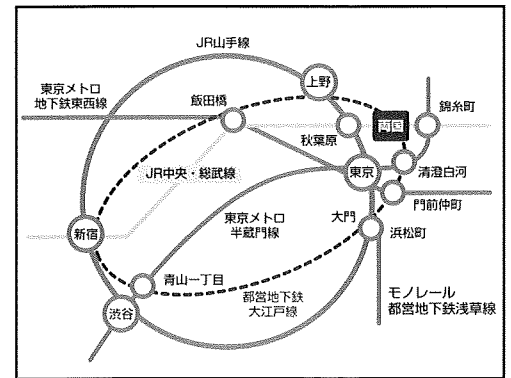 JR山手線
上野
東京メトロ
地下鉄東西線
飯田橋
錦糸町
両国
秋葉原
JR中央・総武線
東京
清澄白河
門前仲町
東京メトロ
半蔵門線
大門
浜松町
新宿
青山一丁目
都営地下鉄
大江戸線
モノレール
都営地下鉄浅草線
渋谷